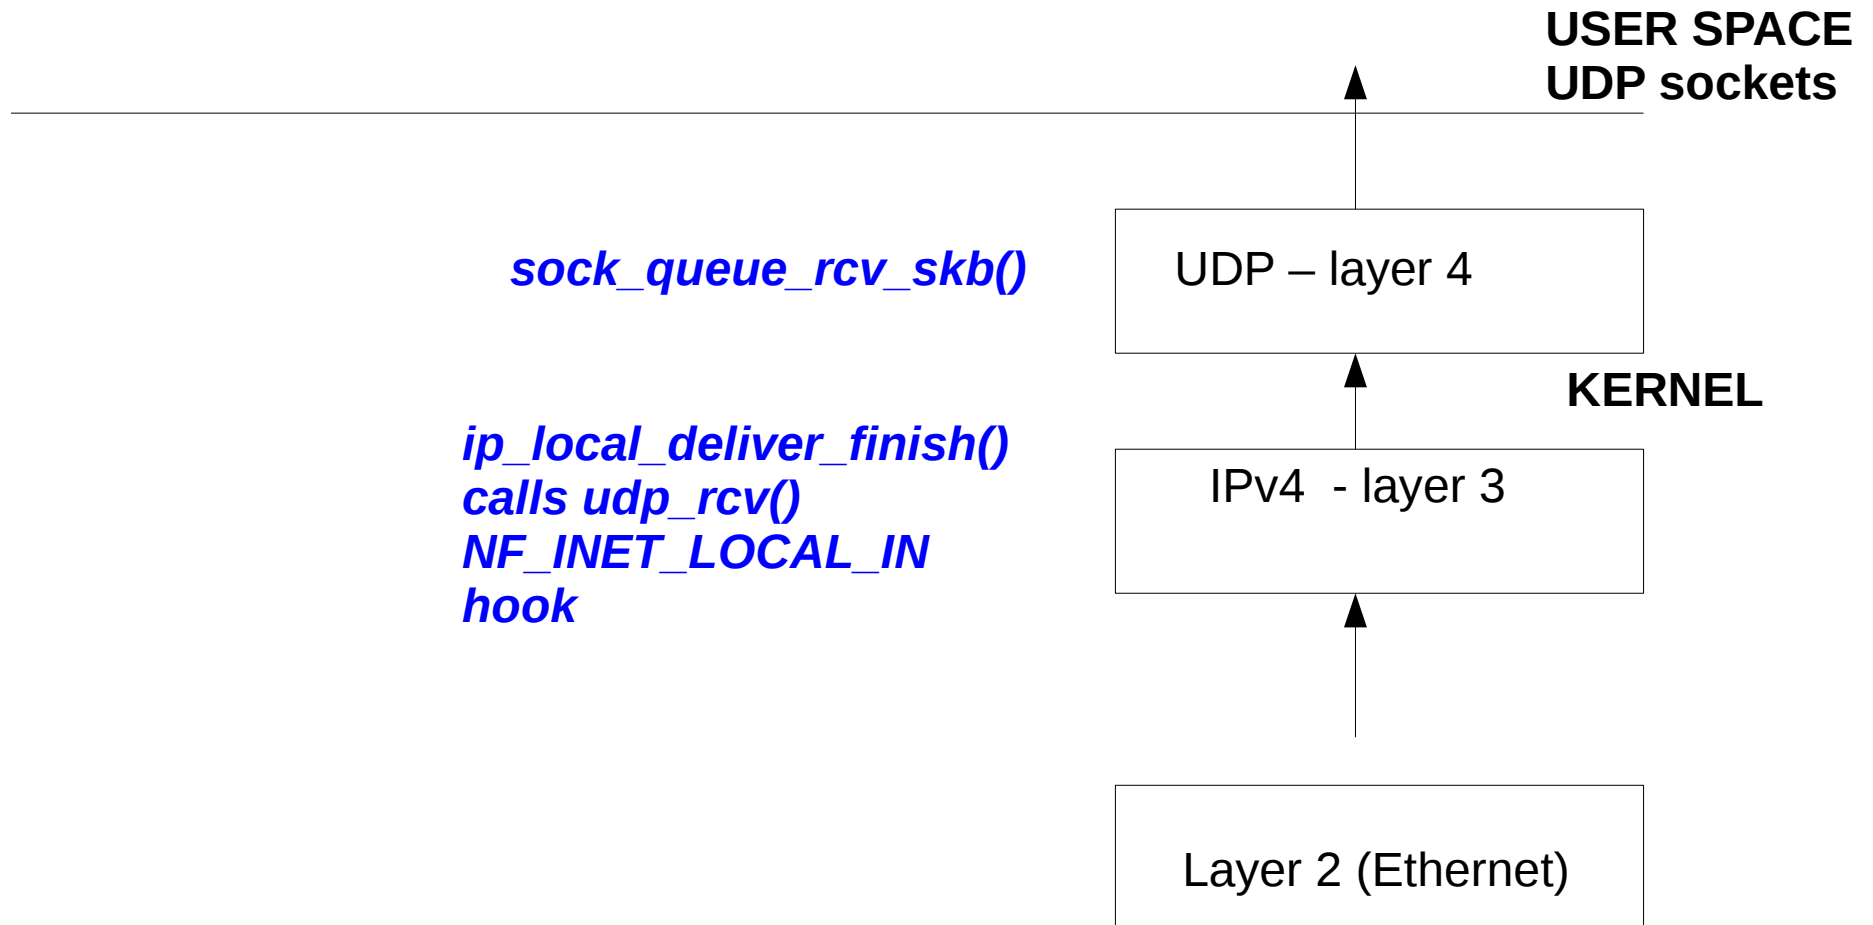 USER SPACE
UDP sockets
sock_queue_rcv_skb()
UDP – layer 4
KERNEL
ip_local_deliver_finish()
calls udp_rcv()
NF_INET_LOCAL_IN
hook
IPv4  - layer 3
Layer 2 (Ethernet)